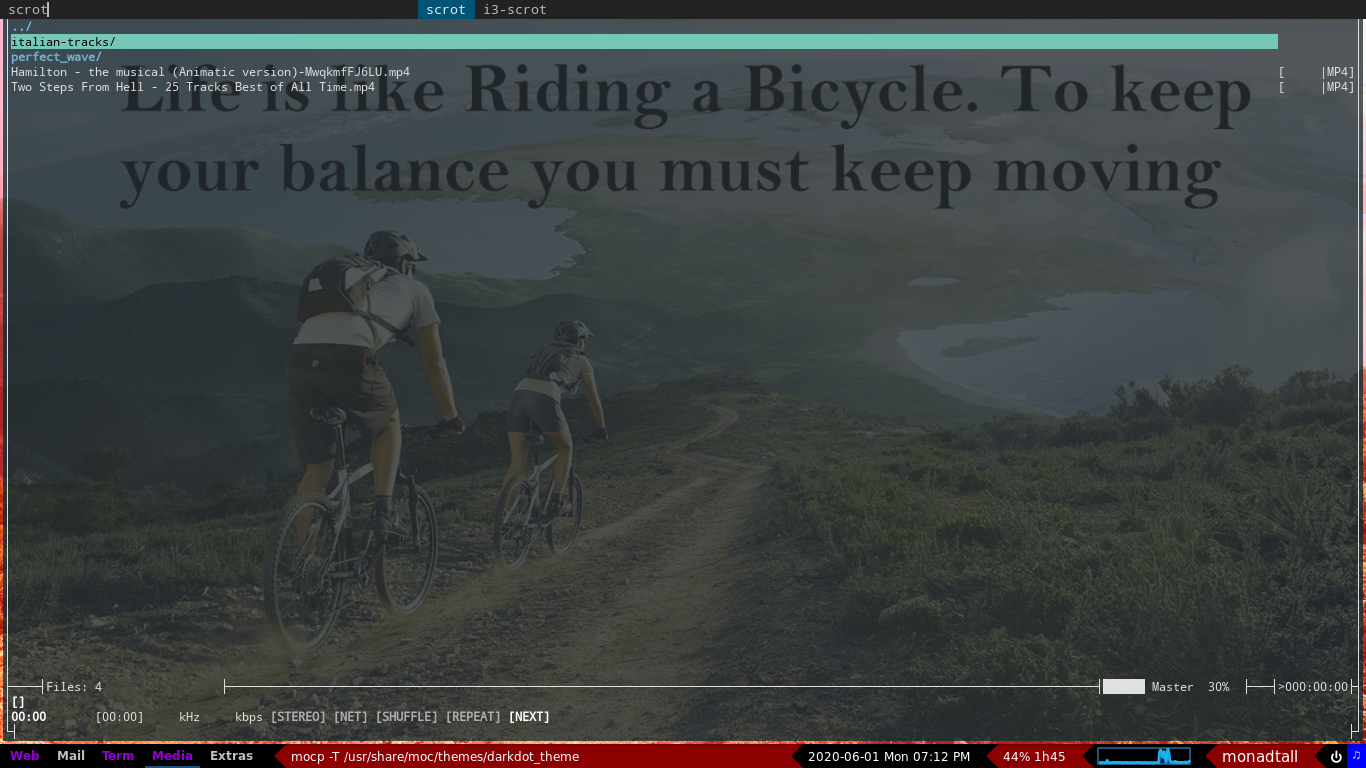 scrot scrot i3-scrot
../
italian-tracks/
perfect_wave/
Hamilton - the musical (Animatic version)-MwqkmfFJ6LU.mp4 [ |MP4]
Two Steps From Hell - 25 Tracks Best of All Time.mp4 [ |MP4]
Life is like Riding a Bicycle. To keep
your balance you must keep moving
Files: 4 Master 30% >000:00:00
[]
00:00 [00:00] kHz kbps [STEREO] [NET] [SHUFFLE] [REPEAT] [NEXT]
Web Mail Term Media Extras mocp -T /usr/share/moc/themes/darkdot_theme 2020-06-01 Mon 07:12 PM 44% 1h45 monadtall